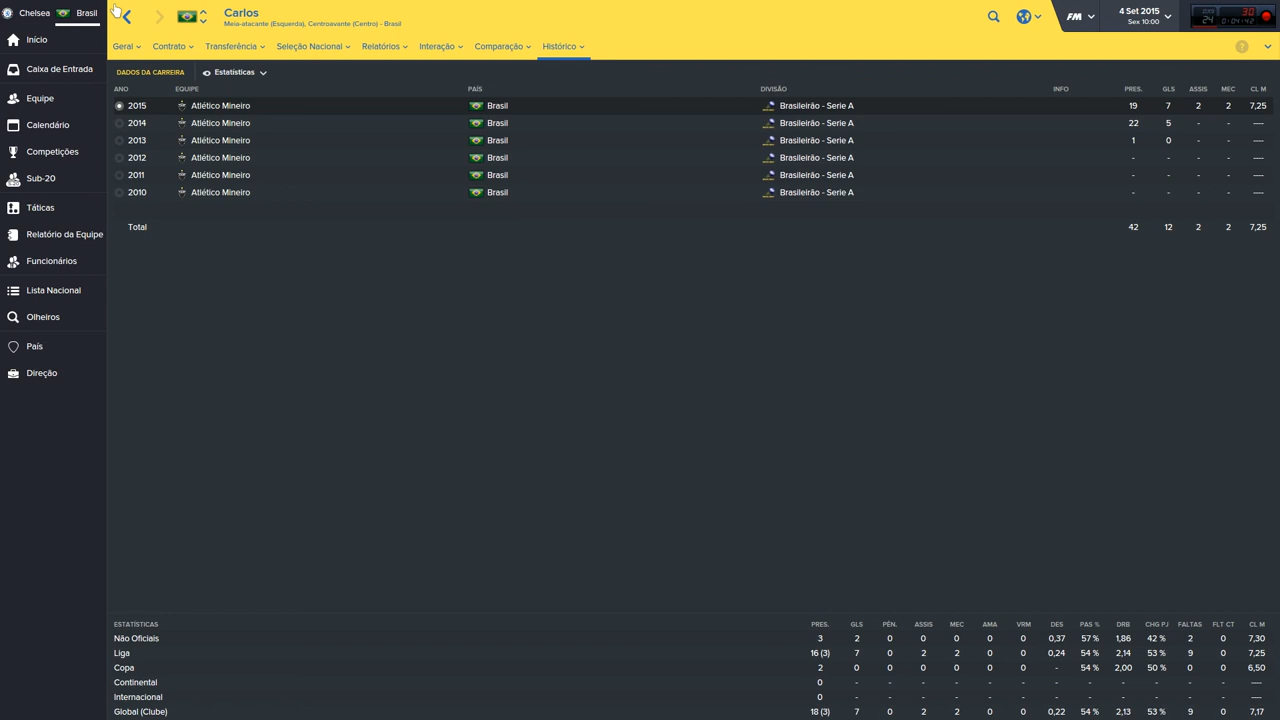 Chelsea Brasil Carlos 4 Set 2015
Meia-atacante (Esquerda), Centroavante (Centro) - Brasil FM Sex 10:00 24 30 0:04:42
Início Geral Contrato Transferência Seleção Nacional Relatórios Interação Comparação Histórico ?
Caixa de Entrada DADOS DA CARREIRA Estatísticas
ANO EQUIPE PAÍS DIVISÃO INFO PRES. GLS ASSIS MEC CL M
Equipe 2015 Atlético Mineiro Brasil Brasileirão - Serie A 19 7 2 2 7,25
Calendário 2014 Atlético Mineiro Brasil Brasileirão - Serie A 22 5 - - ----
2013 Atlético Mineiro Brasil Brasileirão - Serie A 1 0 - - ----
Competições 2012 Atlético Mineiro Brasil Brasileirão - Serie A - - - - ----
Sub-20 2011 Atlético Mineiro Brasil Brasileirão - Serie A - - - - ----
2010 Atlético Mineiro Brasil Brasileirão - Serie A - - - - ----
Táticas
Relatório da Equipe Total 42 12 2 2 7,25
Funcionários
Lista Nacional
Olheiros
País
Direção
ESTATÍSTICAS PRES. GLS PÊN. ASSIS MEC AMA VRM DES PAS % DRB CHG PJ FALTAS FLT CT CL M
Não Oficiais 3 2 0 0 0 0 0 0,37 57 % 1,86 42 % 2 0 7,30
Liga 16 (3) 7 0 2 2 0 0 0,24 54 % 2,14 53 % 9 0 7,25
Copa 2 0 0 0 0 0 0 - 54 % 2,00 50 % 0 0 6,50
Continental 0 - - - - - - - - - - - - ----
Internacional 0 - - - - - - - - - - - - ----
Global (Clube) 18 (3) 7 0 2 2 0 0 0,22 54 % 2,13 53 % 9 0 7,17